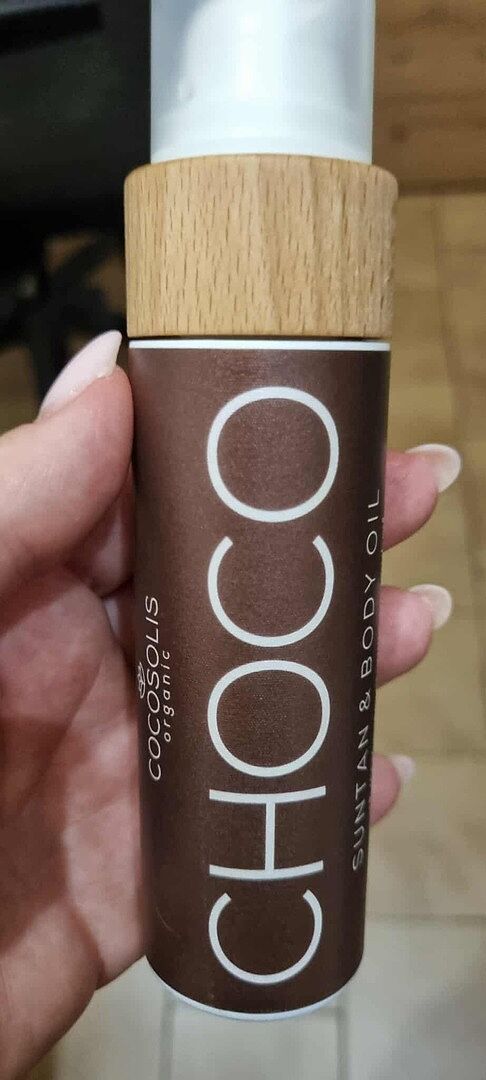 COCOSOLIS
organic
CHOCO
SUNTAN & BODY OIL